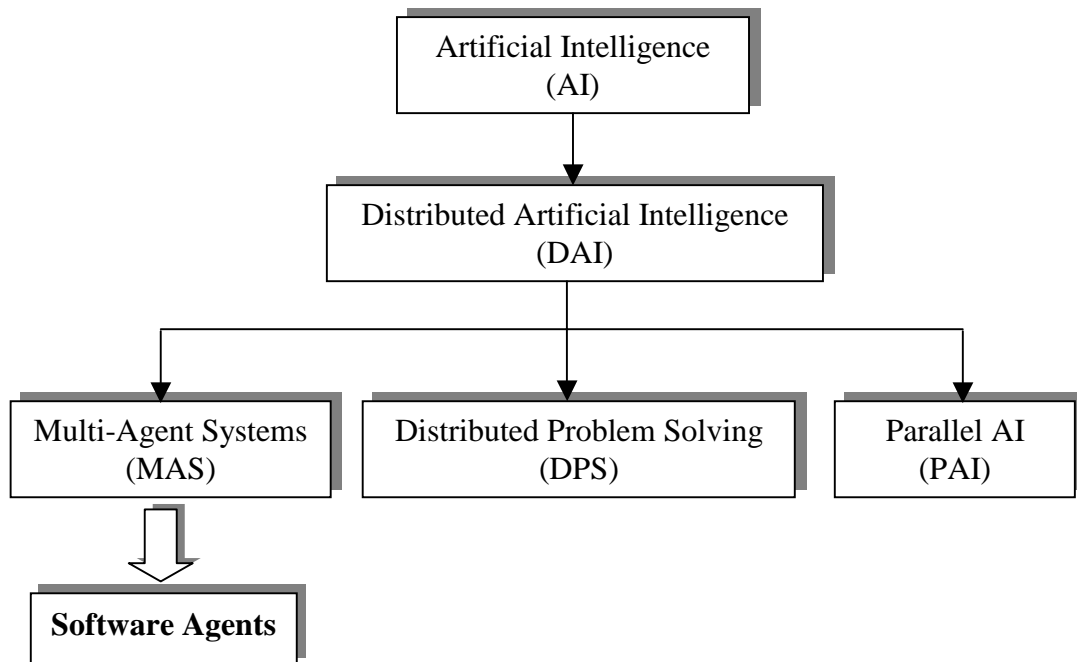 Artificial Intelligence
(AI)
Distributed Artificial Intelligence
(DAI)
Multi-Agent Systems
(MAS)
Distributed Problem Solving
(DPS)
Parallel AI
(PAI)
Software Agents